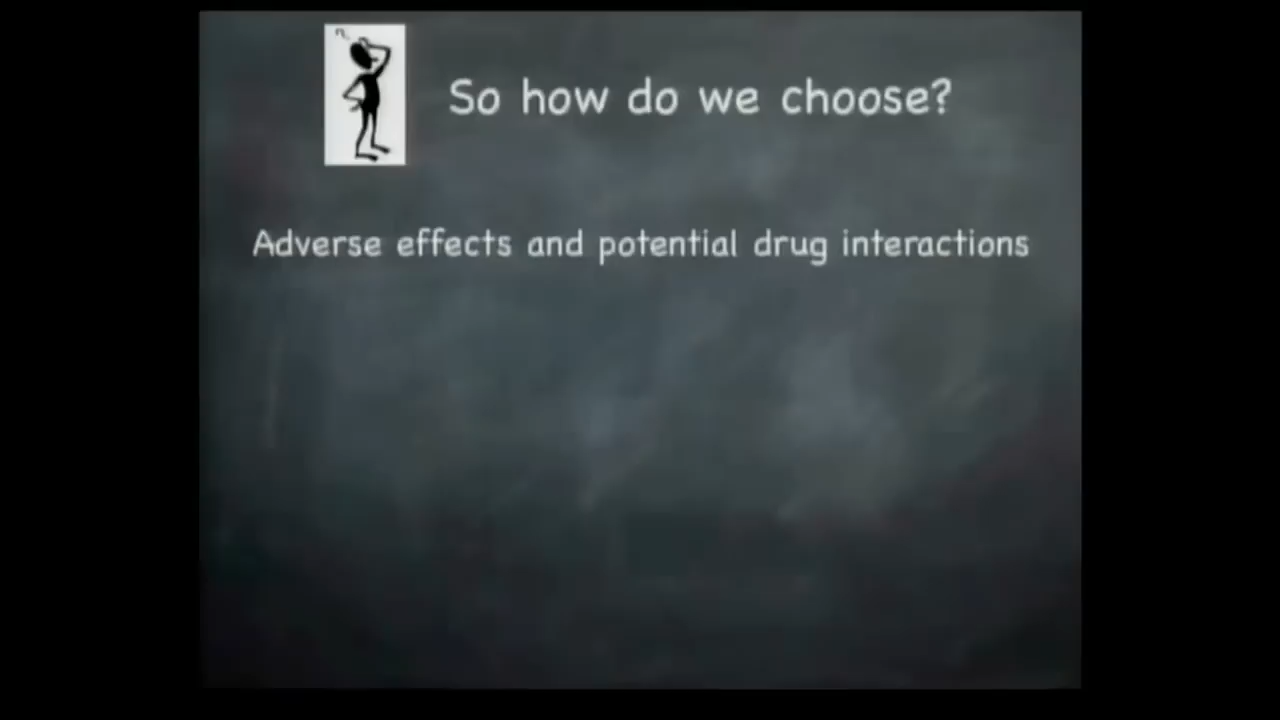 So how do we choose?
Adverse effects and potential drug interactions